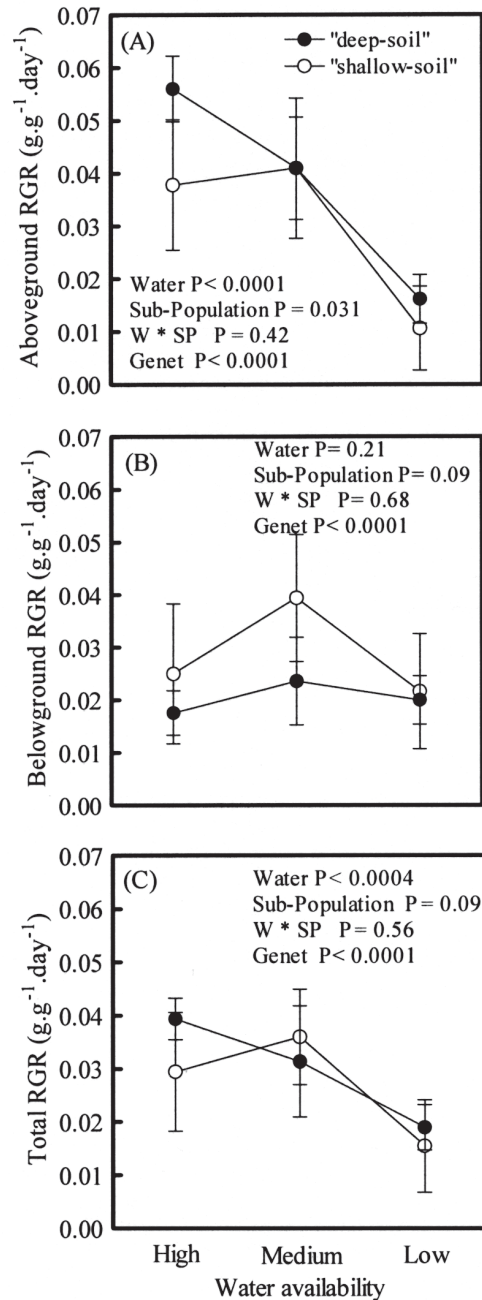 (A)
"deep-soil"
"shallow-soil"
Aboveground RGR (g.g⁻¹.day⁻¹)
0.07
0.06
0.05
0.04
0.03
0.02
0.01
0.00
Water P< 0.0001
Sub-Population P = 0.031
W * SP P = 0.42
Genet P< 0.0001
(B)
Belowground RGR (g.g⁻¹.day⁻¹)
0.07
0.06
0.05
0.04
0.03
0.02
0.01
0.00
Water P= 0.21
Sub-Population P= 0.09
W * SP P= 0.68
Genet P< 0.0001
(C)
Total RGR (g.g⁻¹.day⁻¹)
0.07
0.06
0.05
0.04
0.03
0.02
0.01
0.00
Water P< 0.0004
Sub-Population P= 0.09
W * SP P= 0.56
Genet P< 0.0001
High Medium Low
Water availability